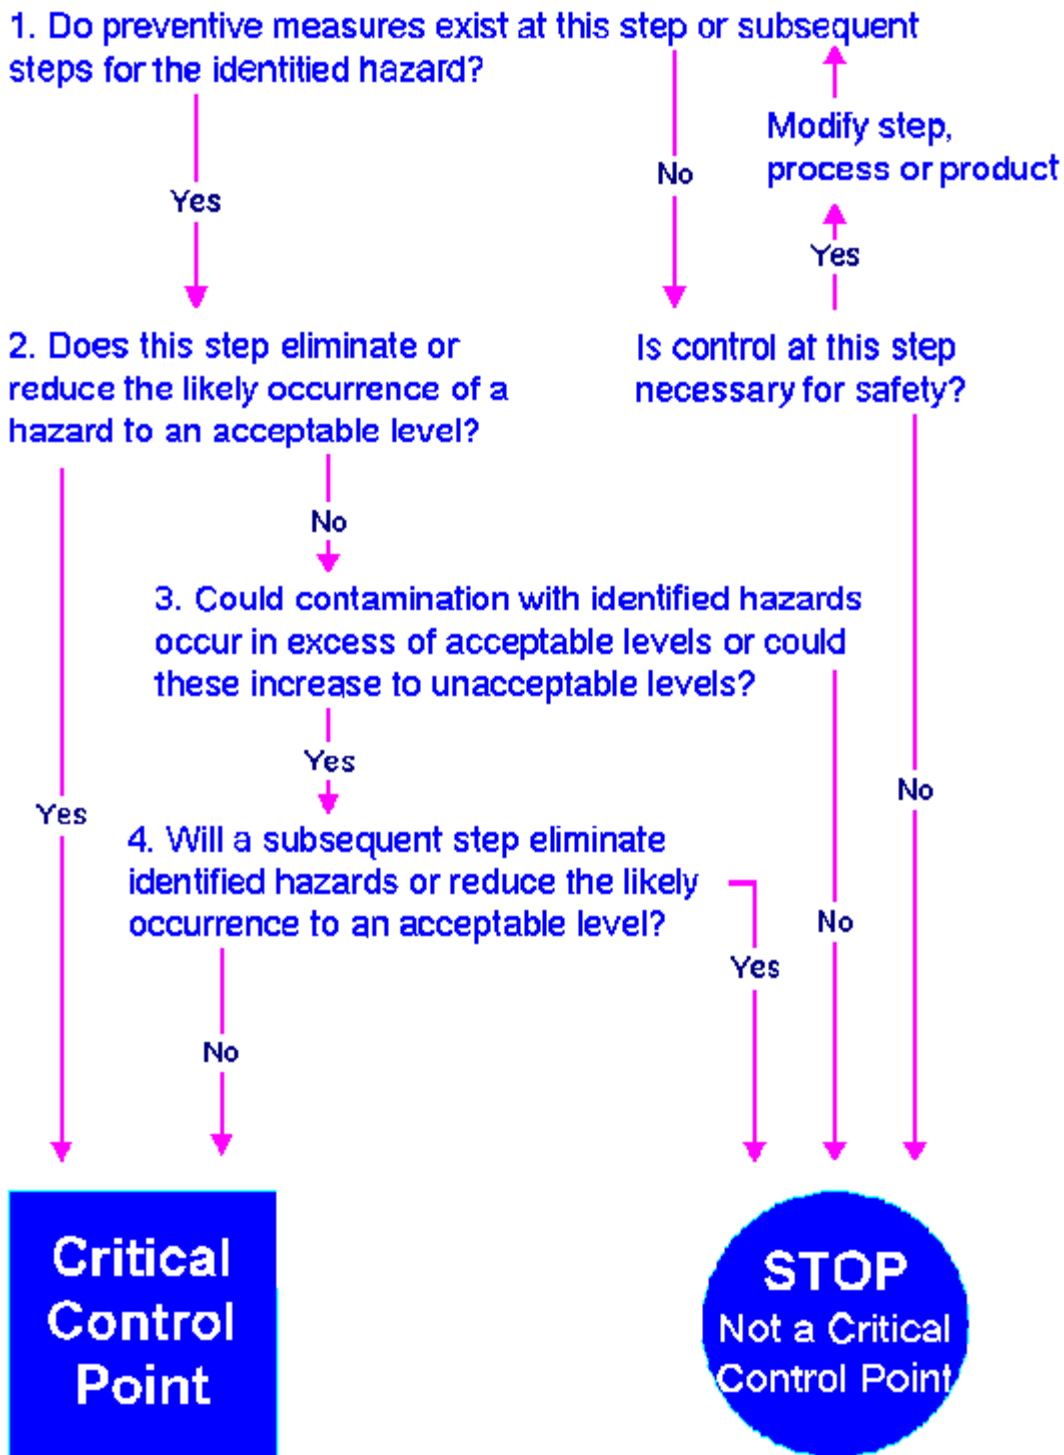 1. Do preventive measures exist at this step or subsequent
steps for the identitied hazard?
Modify step,
process or product
No
Yes
Yes
2. Does this step eliminate or
reduce the likely occurrence of a
hazard to an acceptable level?
Is control at this step
necessary for safety?
No
3. Could contamination with identified hazards
occur in excess of acceptable levels or could
these increase to unacceptable levels?
Yes
No
Yes
4. Will a subsequent step eliminate
identified hazards or reduce the likely
occurrence to an acceptable level?
No
Yes
No
Critical
Control
Point
STOP
Not a Critical
Control Point